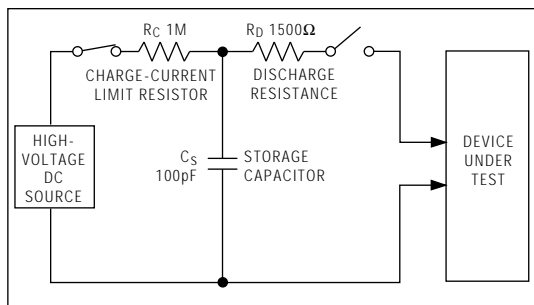 RC 1M
CHARGE-CURRENT
LIMIT RESISTOR
RD 1500Ω
DISCHARGE
RESISTANCE
HIGH-
VOLTAGE
DC
SOURCE
CS
100pF
STORAGE
CAPACITOR
DEVICE
UNDER
TEST